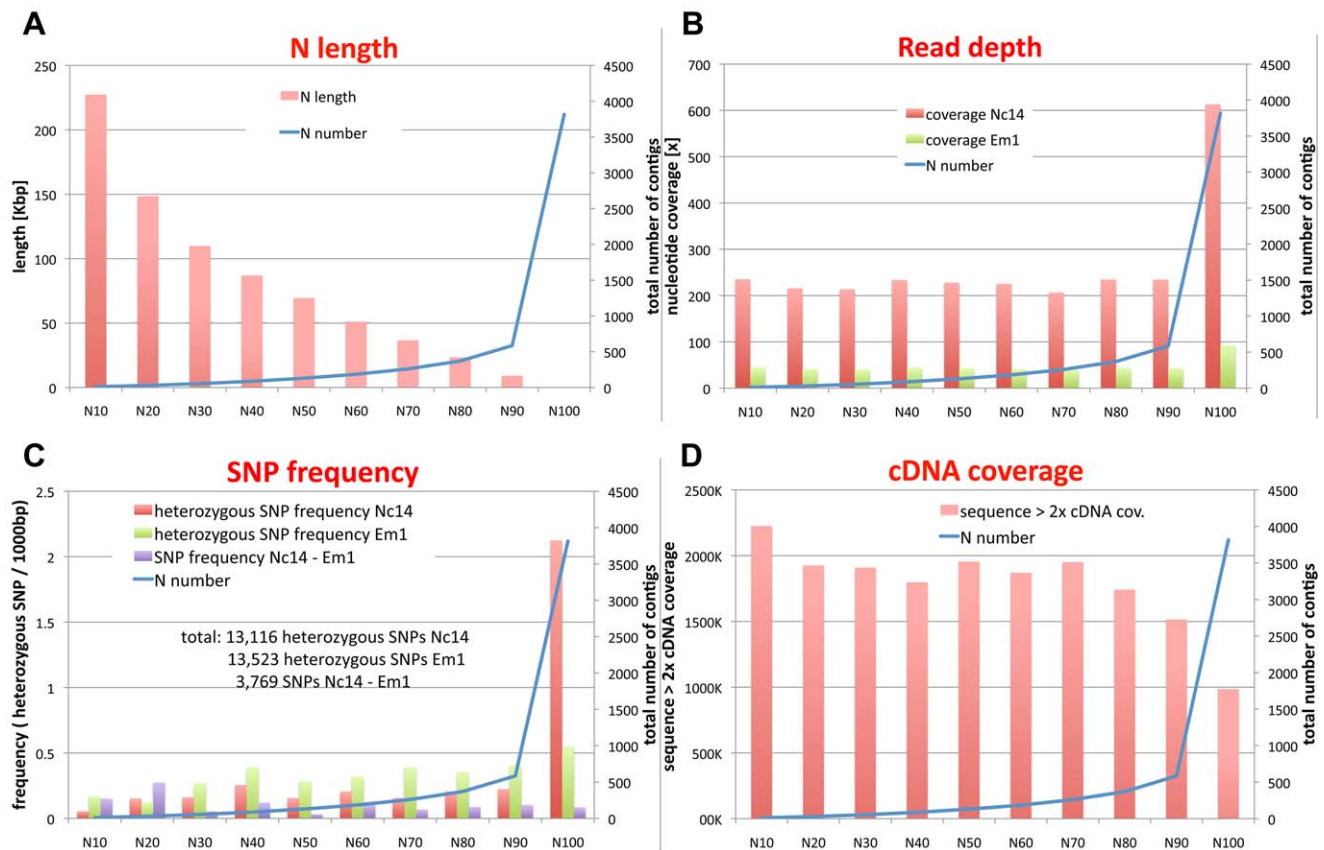 A
N length
250
200
150
100
50
0
length [Kbp]
N length
N number
4500
4000
3500
3000
2500
2000
1500
1000
500
0
total number of contigs
N10 N20 N30 N40 N50 N60 N70 N80 N90 N100
B
Read depth
700
600
500
400
300
200
100
0
nucleotide coverage [x]
coverage Nc14
coverage Em1
N number
4500
4000
3500
3000
2500
2000
1500
1000
500
0
total number of contigs
N10 N20 N30 N40 N50 N60 N70 N80 N90 N100
C
SNP frequency
2.5
2
1.5
1
0.5
0
frequency ( heterozygous SNP / 1000bp)
heterozygous SNP frequency Nc14
heterozygous SNP frequency Em1
SNP frequency Nc14 - Em1
N number
total: 13,116 heterozygous SNPs Nc14
13,523 heterozygous SNPs Em1
3,769 SNPs Nc14 - Em1
4500
4000
3500
3000
2500
2000
1500
1000
500
0
total number of contigs
N10 N20 N30 N40 N50 N60 N70 N80 N90 N100
D
cDNA coverage
2500K
2000K
1500K
1000K
500K
00K
sequence > 2x cDNA coverage
sequence > 2x cDNA cov.
N number
4500
4000
3500
3000
2500
2000
1500
1000
500
0
total number of contigs
N10 N20 N30 N40 N50 N60 N70 N80 N90 N100